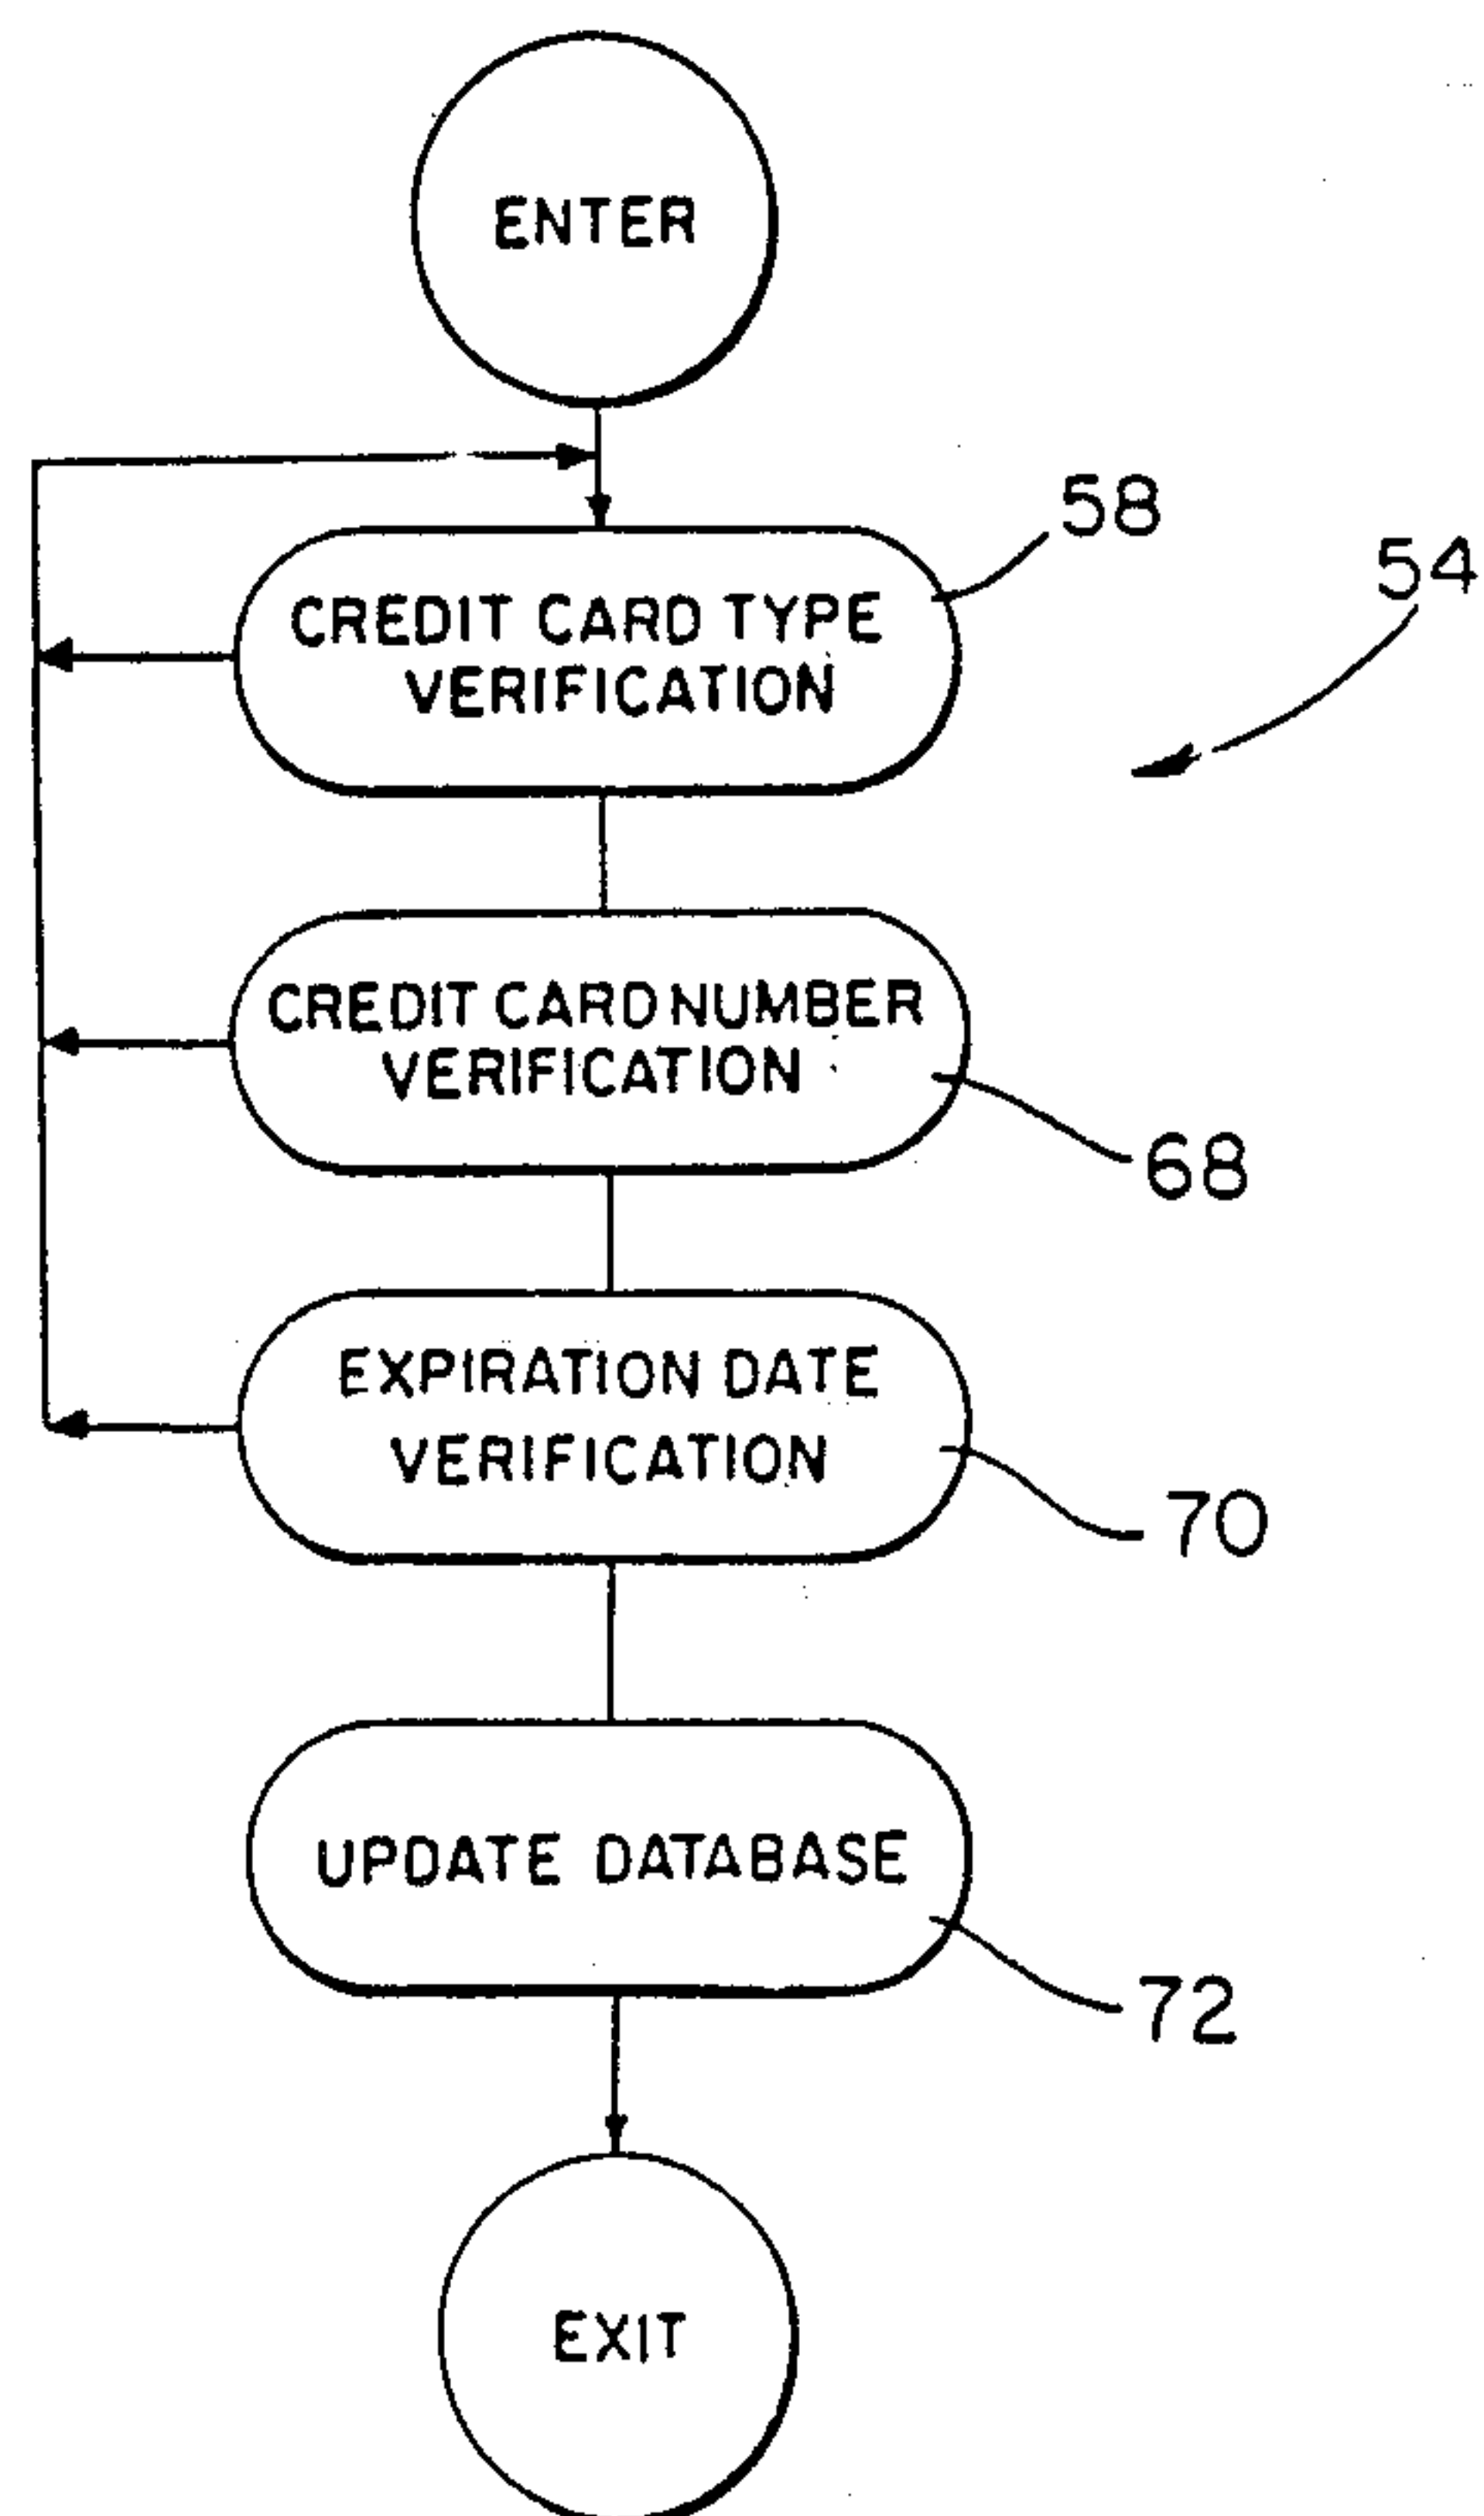 ENTER
58
54
CREDIT CARD TYPE
VERIFICATION
CREDIT CARD NUMBER
VERIFICATION
68
EXPIRATION DATE
VERIFICATION
70
UPDATE DATABASE
72
EXIT